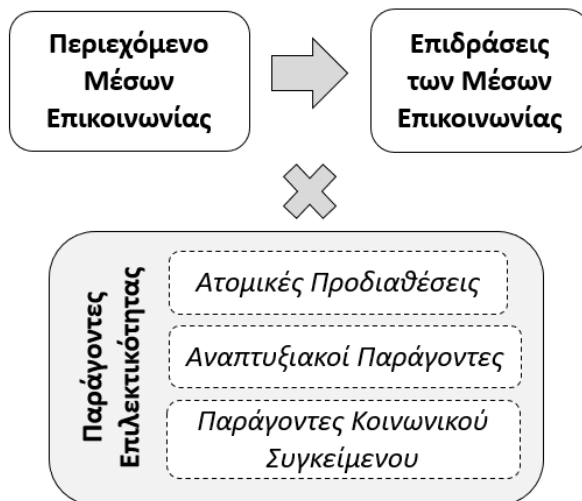 Περιεχόμενο
Μέσων
Επικοινωνίας
Επιδράσεις
των Μέσων
Επικοινωνίας
Παράγοντες
Επιλεκτικότητας
Ατομικές Προδιαθέσεις
Αναπτυξιακοί Παράγοντες
Παράγοντες Κοινωνικού
Συγκείμενου